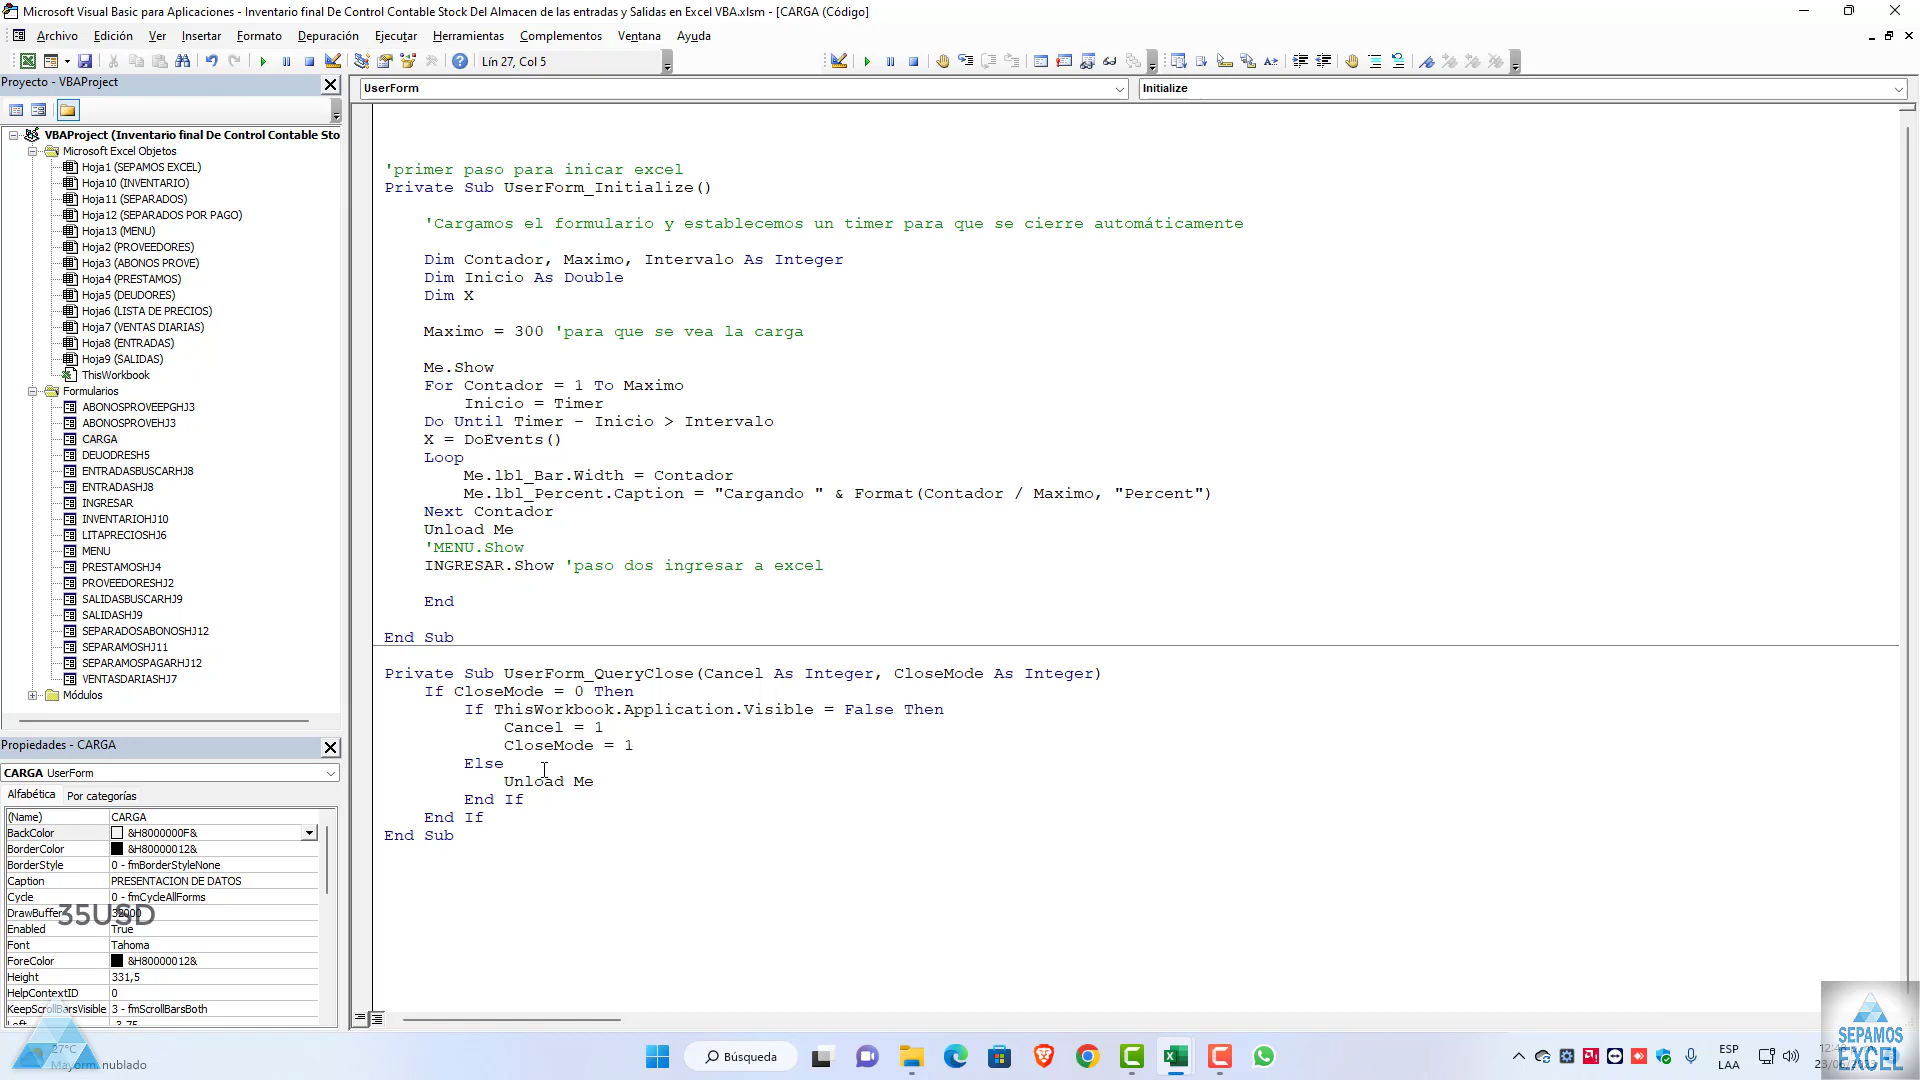 Microsoft Visual Basic para Aplicaciones - Inventario final De Control Contable Stock Del Almacen de las entradas y Salidas en Excel VBA.xlsm - [CARGA (Código)]
Archivo Edición Ver Insertar Formato Depuración Ejecutar Herramientas Complementos Ventana Ayuda
Lín 27, Col 5
Proyecto - VBAProject
UserForm
Initialize
VBAProject (Inventario final De Control Contable Sto
Microsoft Excel Objetos
Hoja1 (SEPAMOS EXCEL)
Hoja10 (INVENTARIO)
Hoja11 (SEPARADOS)
Hoja12 (SEPARADOS POR PAGO)
Hoja13 (MENU)
Hoja2 (PROVEEDORES)
Hoja3 (ABONOS PROVE)
Hoja4 (PRESTAMOS)
Hoja5 (DEUDORES)
Hoja6 (LISTA DE PRECIOS)
Hoja7 (VENTAS DIARIAS)
Hoja8 (ENTRADAS)
Hoja9 (SALIDAS)
ThisWorkbook
Formularios
ABONOSPROVEEPGHJ3
ABONOSPROVEHJ3
CARGA
DEUODRESH5
ENTRADASBUSCARHJ8
ENTRADASHJ8
INGRESAR
INVENTARIOHJ10
LITAPRECIOSHJ6
MENU
PRESTAMOSHJ4
PROVEEDORESHJ2
SALIDASBUSCARHJ9
SALIDASHJ9
SEPARADOSABONOSHJ12
SEPARAMOSHJ11
SEPARAMOSPAGARHJ12
VENTASDARIASHJ7
Módulos
Propiedades - CARGA
CARGA UserForm
Alfabética Por categorías
(Name) CARGA
BackColor &H8000000F&
BorderColor &H80000012&
BorderStyle 0 - fmBorderStyleNone
Caption PRESENTACION DE DATOS
Cycle 0 - fmCycleAllForms
DrawBuffer 32000
35USD
Enabled True
Font Tahoma
ForeColor &H80000012&
Height 331,5
HelpContextID 0
KeepScrollBarsVisible 3 - fmScrollBarsBoth
Left -3,75
'primer paso para inicar excel
Private Sub UserForm_Initialize()
'Cargamos el formulario y establecemos un timer para que se cierre automáticamente
Dim Contador, Maximo, Intervalo As Integer
Dim Inicio As Double
Dim X
Maximo = 300 'para que se vea la carga
Me.Show
For Contador = 1 To Maximo
Inicio = Timer
Do Until Timer - Inicio > Intervalo
X = DoEvents()
Loop
Me.lbl_Bar.Width = Contador
Me.lbl_Percent.Caption = "Cargando " & Format(Contador / Maximo, "Percent")
Next Contador
Unload Me
'MENU.Show
INGRESAR.Show 'paso dos ingresar a excel
End
End Sub
Private Sub UserForm_QueryClose(Cancel As Integer, CloseMode As Integer)
If CloseMode = 0 Then
If ThisWorkbook.Application.Visible = False Then
Cancel = 1
CloseMode = 1
Else
Unload Me
End If
End If
End Sub
27°C
Mayorm. nublado
Búsqueda
ESP
LAA
SEPAMOS
EXCEL